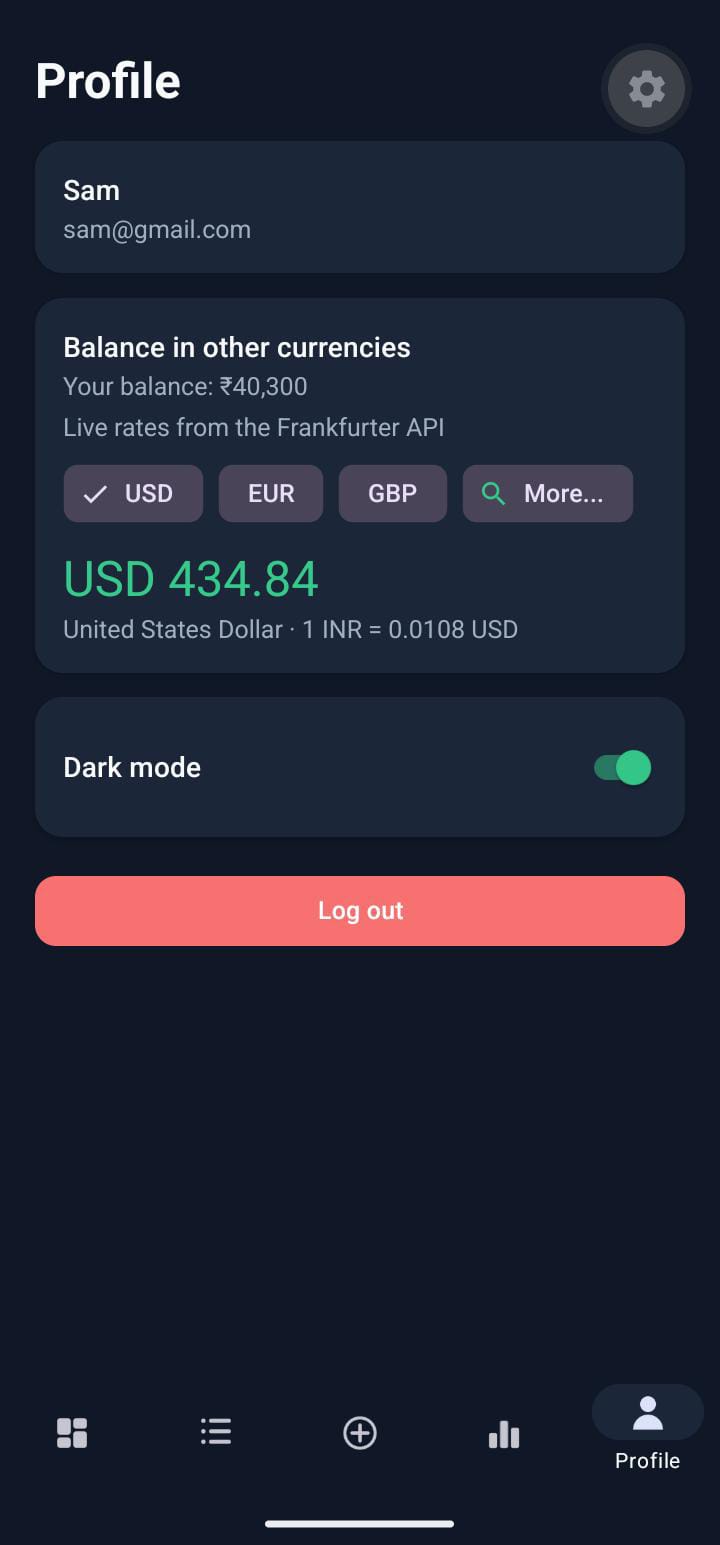 Profile
Sam
sam@gmail.com
Balance in other currencies
Your balance: ₹40,300
Live rates from the Frankfurter API
USD EUR GBP More...
USD 434.84
United States Dollar · 1 INR = 0.0108 USD
Dark mode
Log out
Profile